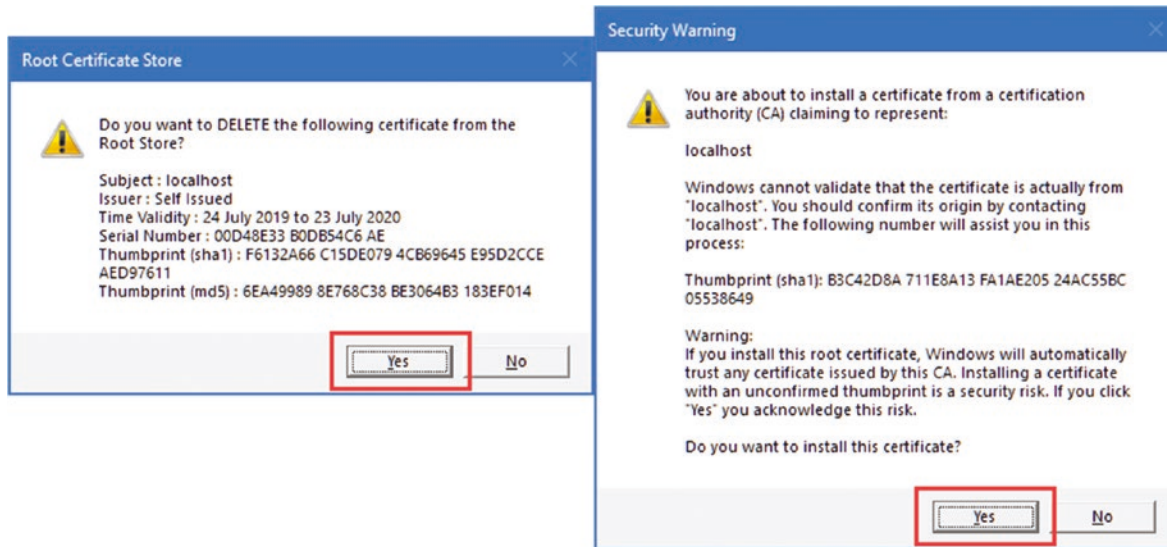 Root Certificate Store
Do you want to DELETE the following certificate from the
Root Store?
Subject : localhost
Issuer : Self Issued
Time Validity : 24 July 2019 to 23 July 2020
Serial Number : 00D48E33 B0DB54C6 AE
Thumbprint (sha1) : F6132A66 C15DE079 4CB69645 E95D2CCE
AED97611
Thumbprint (md5) : 6EA49989 8E768C38 BE3064B3 183EF014
Yes
No
Security Warning
You are about to install a certificate from a certification
authority (CA) claiming to represent:
localhost
Windows cannot validate that the certificate is actually from
"localhost". You should confirm its origin by contacting
"localhost". The following number will assist you in this
process:
Thumbprint (sha1): B3C42D8A 711E8A13 FA1AE205 24AC55BC
05538649
Warning:
If you install this root certificate, Windows will automatically
trust any certificate issued by this CA. Installing a certificate
with an unconfirmed thumbprint is a security risk. If you click
"Yes" you acknowledge this risk.
Do you want to install this certificate?
Yes
No